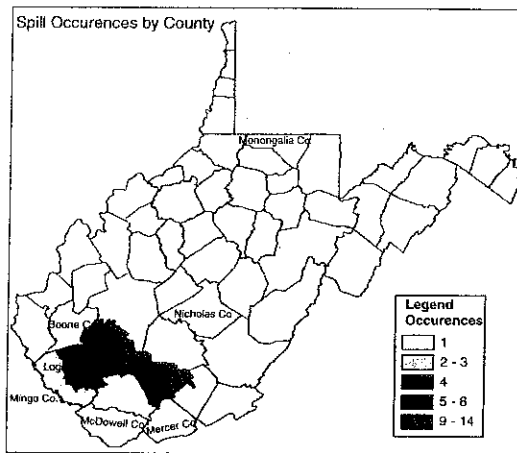 Spill Occurences by County
Monongalia Co.
Nicholas Co
Boone C
Log
Mingo Co.
McDowell Co
Mercer Co
Legend
Occurences
1
2 - 3
4
5 - 8
9 - 14